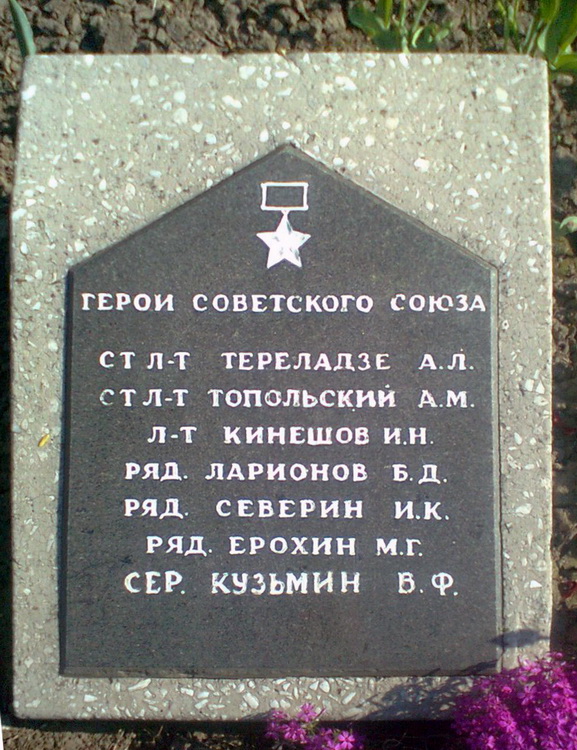 ГЕРОИ СОВЕТСКОГО СОЮЗА
СТ Л-Т ТЕРЕЛАДЗЕ А.Л.
СТ Л-Т ТОПОЛЬСКИЙ А.М.
Л-Т КИНЕШОВ И.Н.
РЯД. ЛАРИОНОВ Б.Д.
РЯД. СЕВЕРИН И.К.
РЯД. ЕРОХИН М.Г.
СЕР. КУЗЬМИН В.Ф.